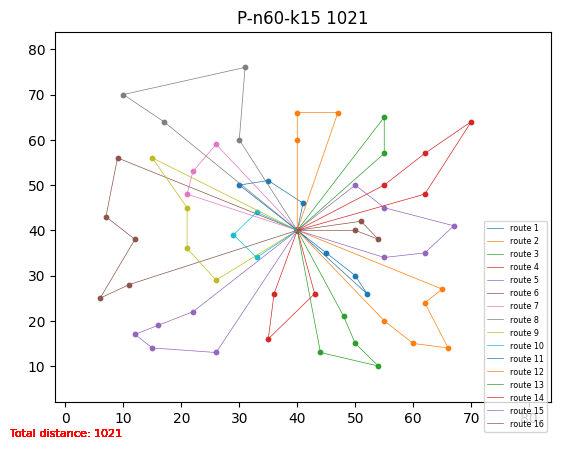 P-n60-k15 1021
80
70
60
50
40
30
20
10
0 10 20 30 40 50 60 70
route 1
route 2
route 3
route 4
route 5
route 6
route 7
route 8
route 9
route 10
route 11
route 12
route 13
route 14
route 15
route 16
Total distance: 1021